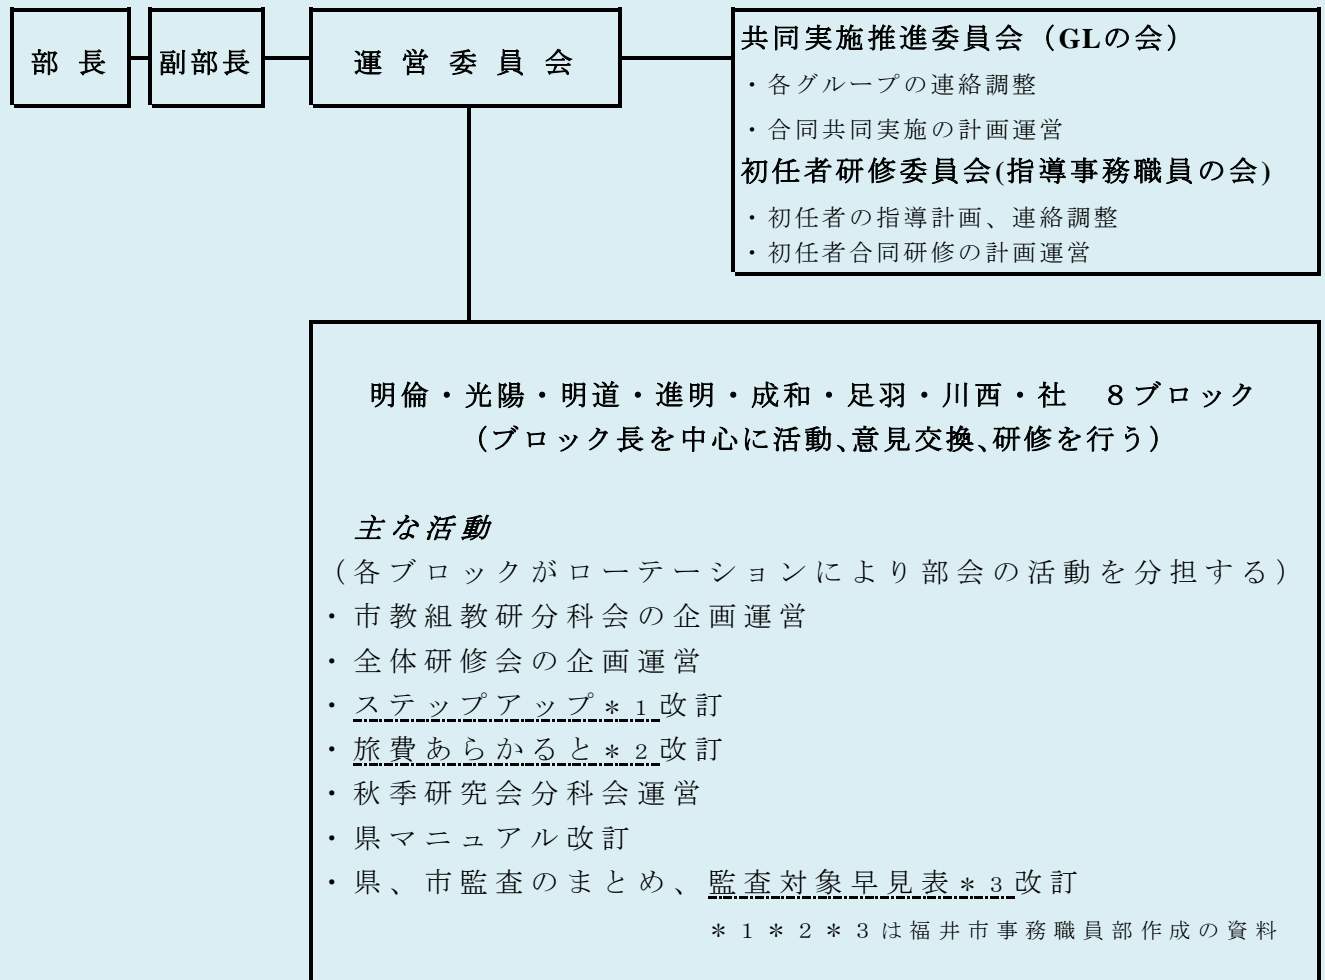 部長
副部長
運営委員会
共同実施推進委員会（GLの会）
・各グループの連絡調整
・合同共同実施の計画運営
初任者研修委員会(指導事務職員の会)
・初任者の指導計画、連絡調整
・初任者合同研修の計画運営
明倫・光陽・明道・進明・成和・足羽・川西・社　８ブロック
（ブロック長を中心に活動、意見交換、研修を行う）
主な活動
（各ブロックがローテーションにより部会の活動を分担する）
・市教組教研分科会の企画運営
・全体研修会の企画運営
・ステップアップ＊1改訂
・旅費あらかると＊2改訂
・秋季研究会分科会運営
・県マニュアル改訂
・県、市監査のまとめ、監査対象早見表＊3改訂
＊1＊2＊3は福井市事務職員部作成の資料